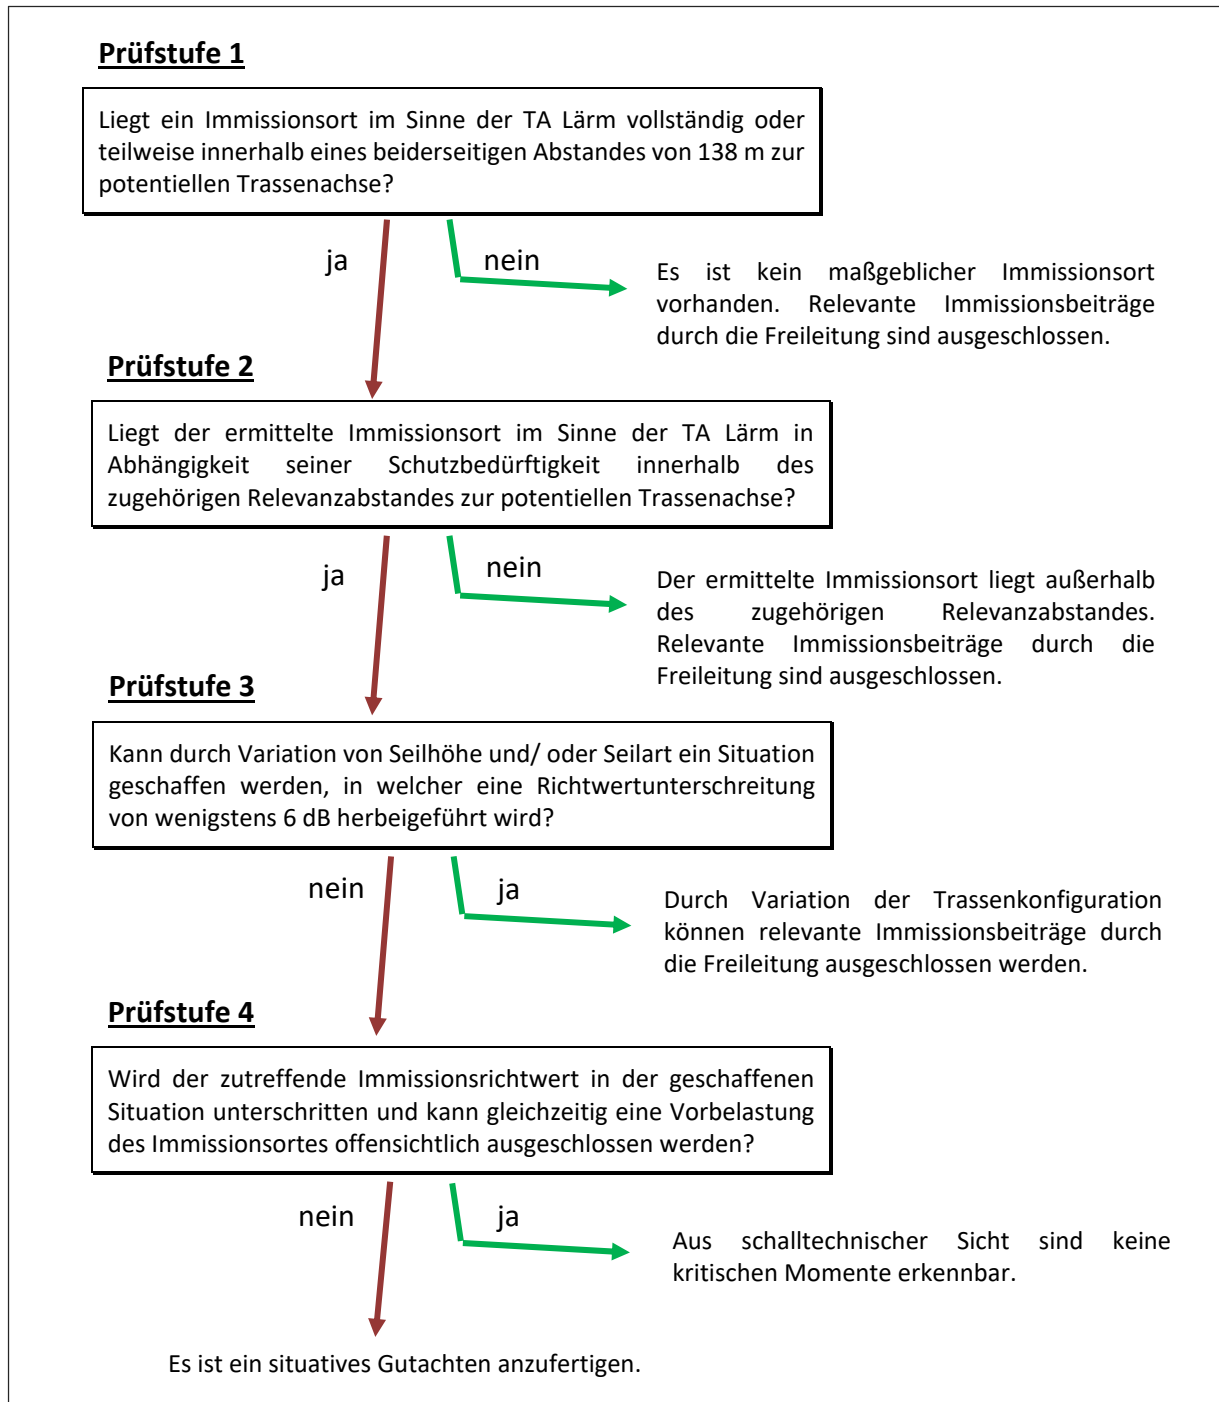 Prüfstufe 1
Liegt ein Immissionsort im Sinne der TA Lärm vollständig oder
teilweise innerhalb eines beiderseitigen Abstandes von 138 m zur
potentiellen Trassenachse?
ja
nein
Es ist kein maßgeblicher Immissionsort
vorhanden. Relevante Immissionsbeiträge
durch die Freileitung sind ausgeschlossen.
Prüfstufe 2
Liegt der ermittelte Immissionsort im Sinne der TA Lärm in
Abhängigkeit seiner Schutzbedürftigkeit innerhalb des
zugehörigen Relevanzabstandes zur potentiellen Trassenachse?
ja
nein
Der ermittelte Immissionsort liegt außerhalb
des zugehörigen Relevanzabstandes.
Relevante Immissionsbeiträge durch die
Freileitung sind ausgeschlossen.
Prüfstufe 3
Kann durch Variation von Seilhöhe und/ oder Seilart ein Situation
geschaffen werden, in welcher eine Richtwertunterschreitung
von wenigstens 6 dB herbeigeführt wird?
nein
ja
Durch Variation der Trassenkonfiguration
können relevante Immissionsbeiträge durch
die Freileitung ausgeschlossen werden.
Prüfstufe 4
Wird der zutreffende Immissionsrichtwert in der geschaffenen
Situation unterschritten und kann gleichzeitig eine Vorbelastung
des Immissionsortes offensichtlich ausgeschlossen werden?
nein
ja
Aus schalltechnischer Sicht sind keine
kritischen Momente erkennbar.
Es ist ein situatives Gutachten anzufertigen.